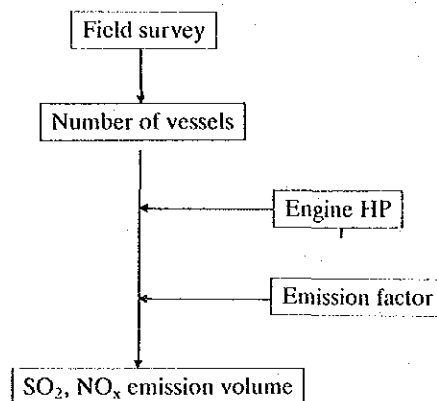 Field survey
Number of vessels
Engine HP
Emission factor
SO₂, NOₓ emission volume